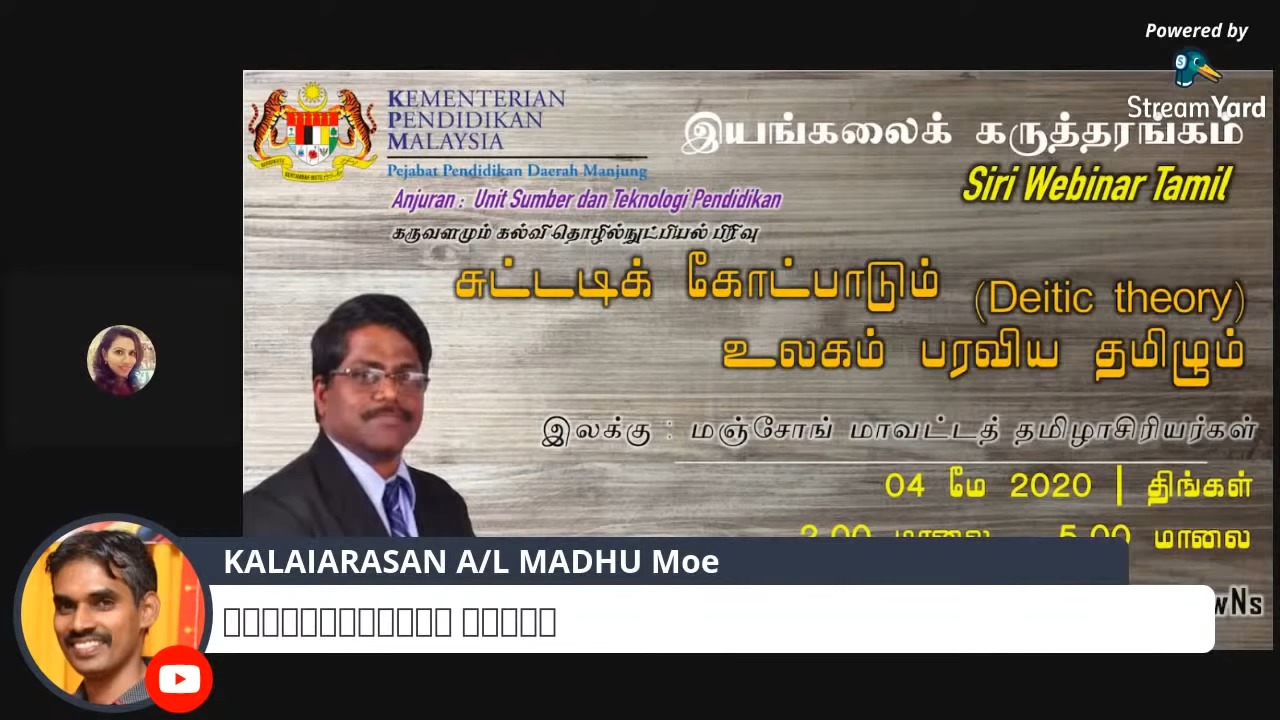 Powered by
StreamYard
KEMENTERIAN
PENDIDIKAN
MALAYSIA
Pejabat Pendidikan Daerah Manjung
இயங்கலைக் கருத்தரங்கம்
Siri Webinar Tamil
Anjuran : Unit Sumber dan Teknologi Pendidikan
கருவளமும் கல்வி தொழில்நுட்பியல் பிரிவு
சுட்டடிக் கோட்பாடும் (Deitic theory)
உலகம் பரவிய தமிழும்
இலக்கு : மஞ்சோங் மாவட்டத் தமிழாசிரியர்கள்
04 மே 2020 | திங்கள்
மாலை 5.00 மாலை
KALAIARASAN A/L MADHU Moe